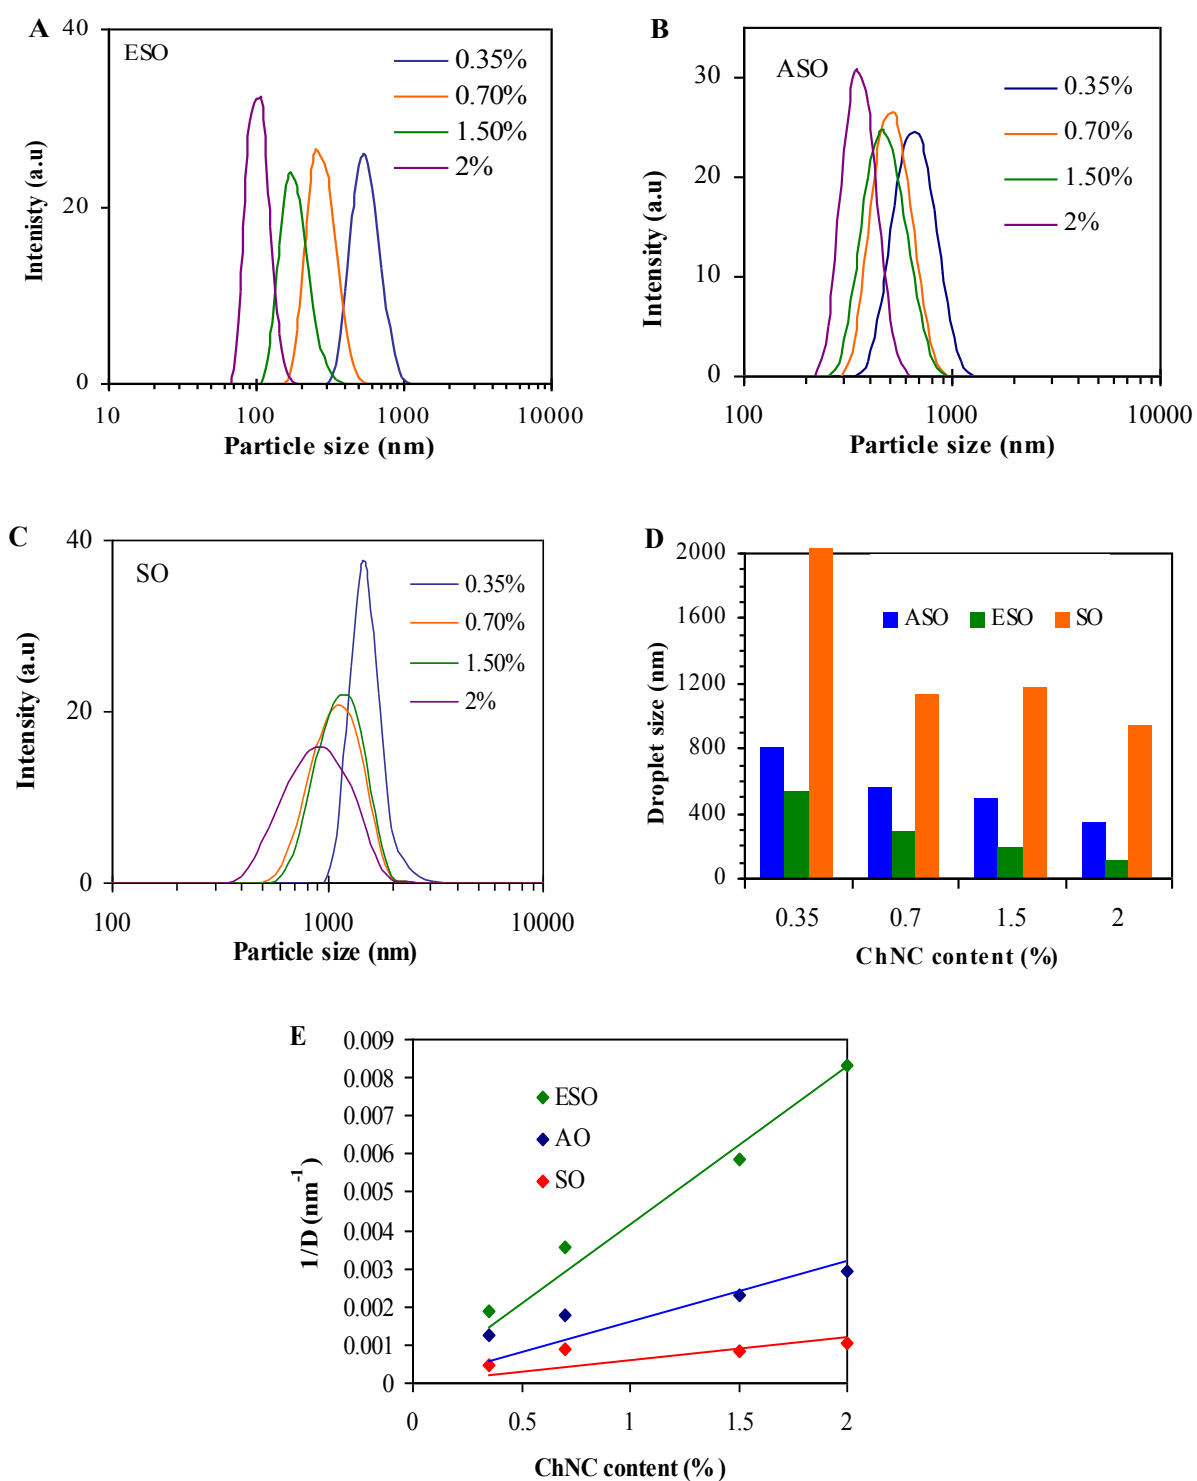 A
ESO
0.35%
0.70%
1.50%
2%
40
20
0
Intenisty (a.u)
10 100 1000 10000
Particle size (nm)
B
ASO
0.35%
0.70%
1.50%
2%
30
20
10
0
Intensity (a.u)
100 1000 10000
Particle size (nm)
C
SO
0.35%
0.70%
1.50%
2%
40
20
0
Intensity (a.u)
100 1000 10000
Particle size (nm)
D
ASO ESO SO
2000
1600
1200
800
400
0
Droplet size (nm)
0.35 0.7 1.5 2
ChNC content (%)
E
ESO
AO
SO
0.009
0.008
0.007
0.006
0.005
0.004
0.003
0.002
0.001
0
1/D (nm⁻¹)
0 0.5 1 1.5 2
ChNC content (%)